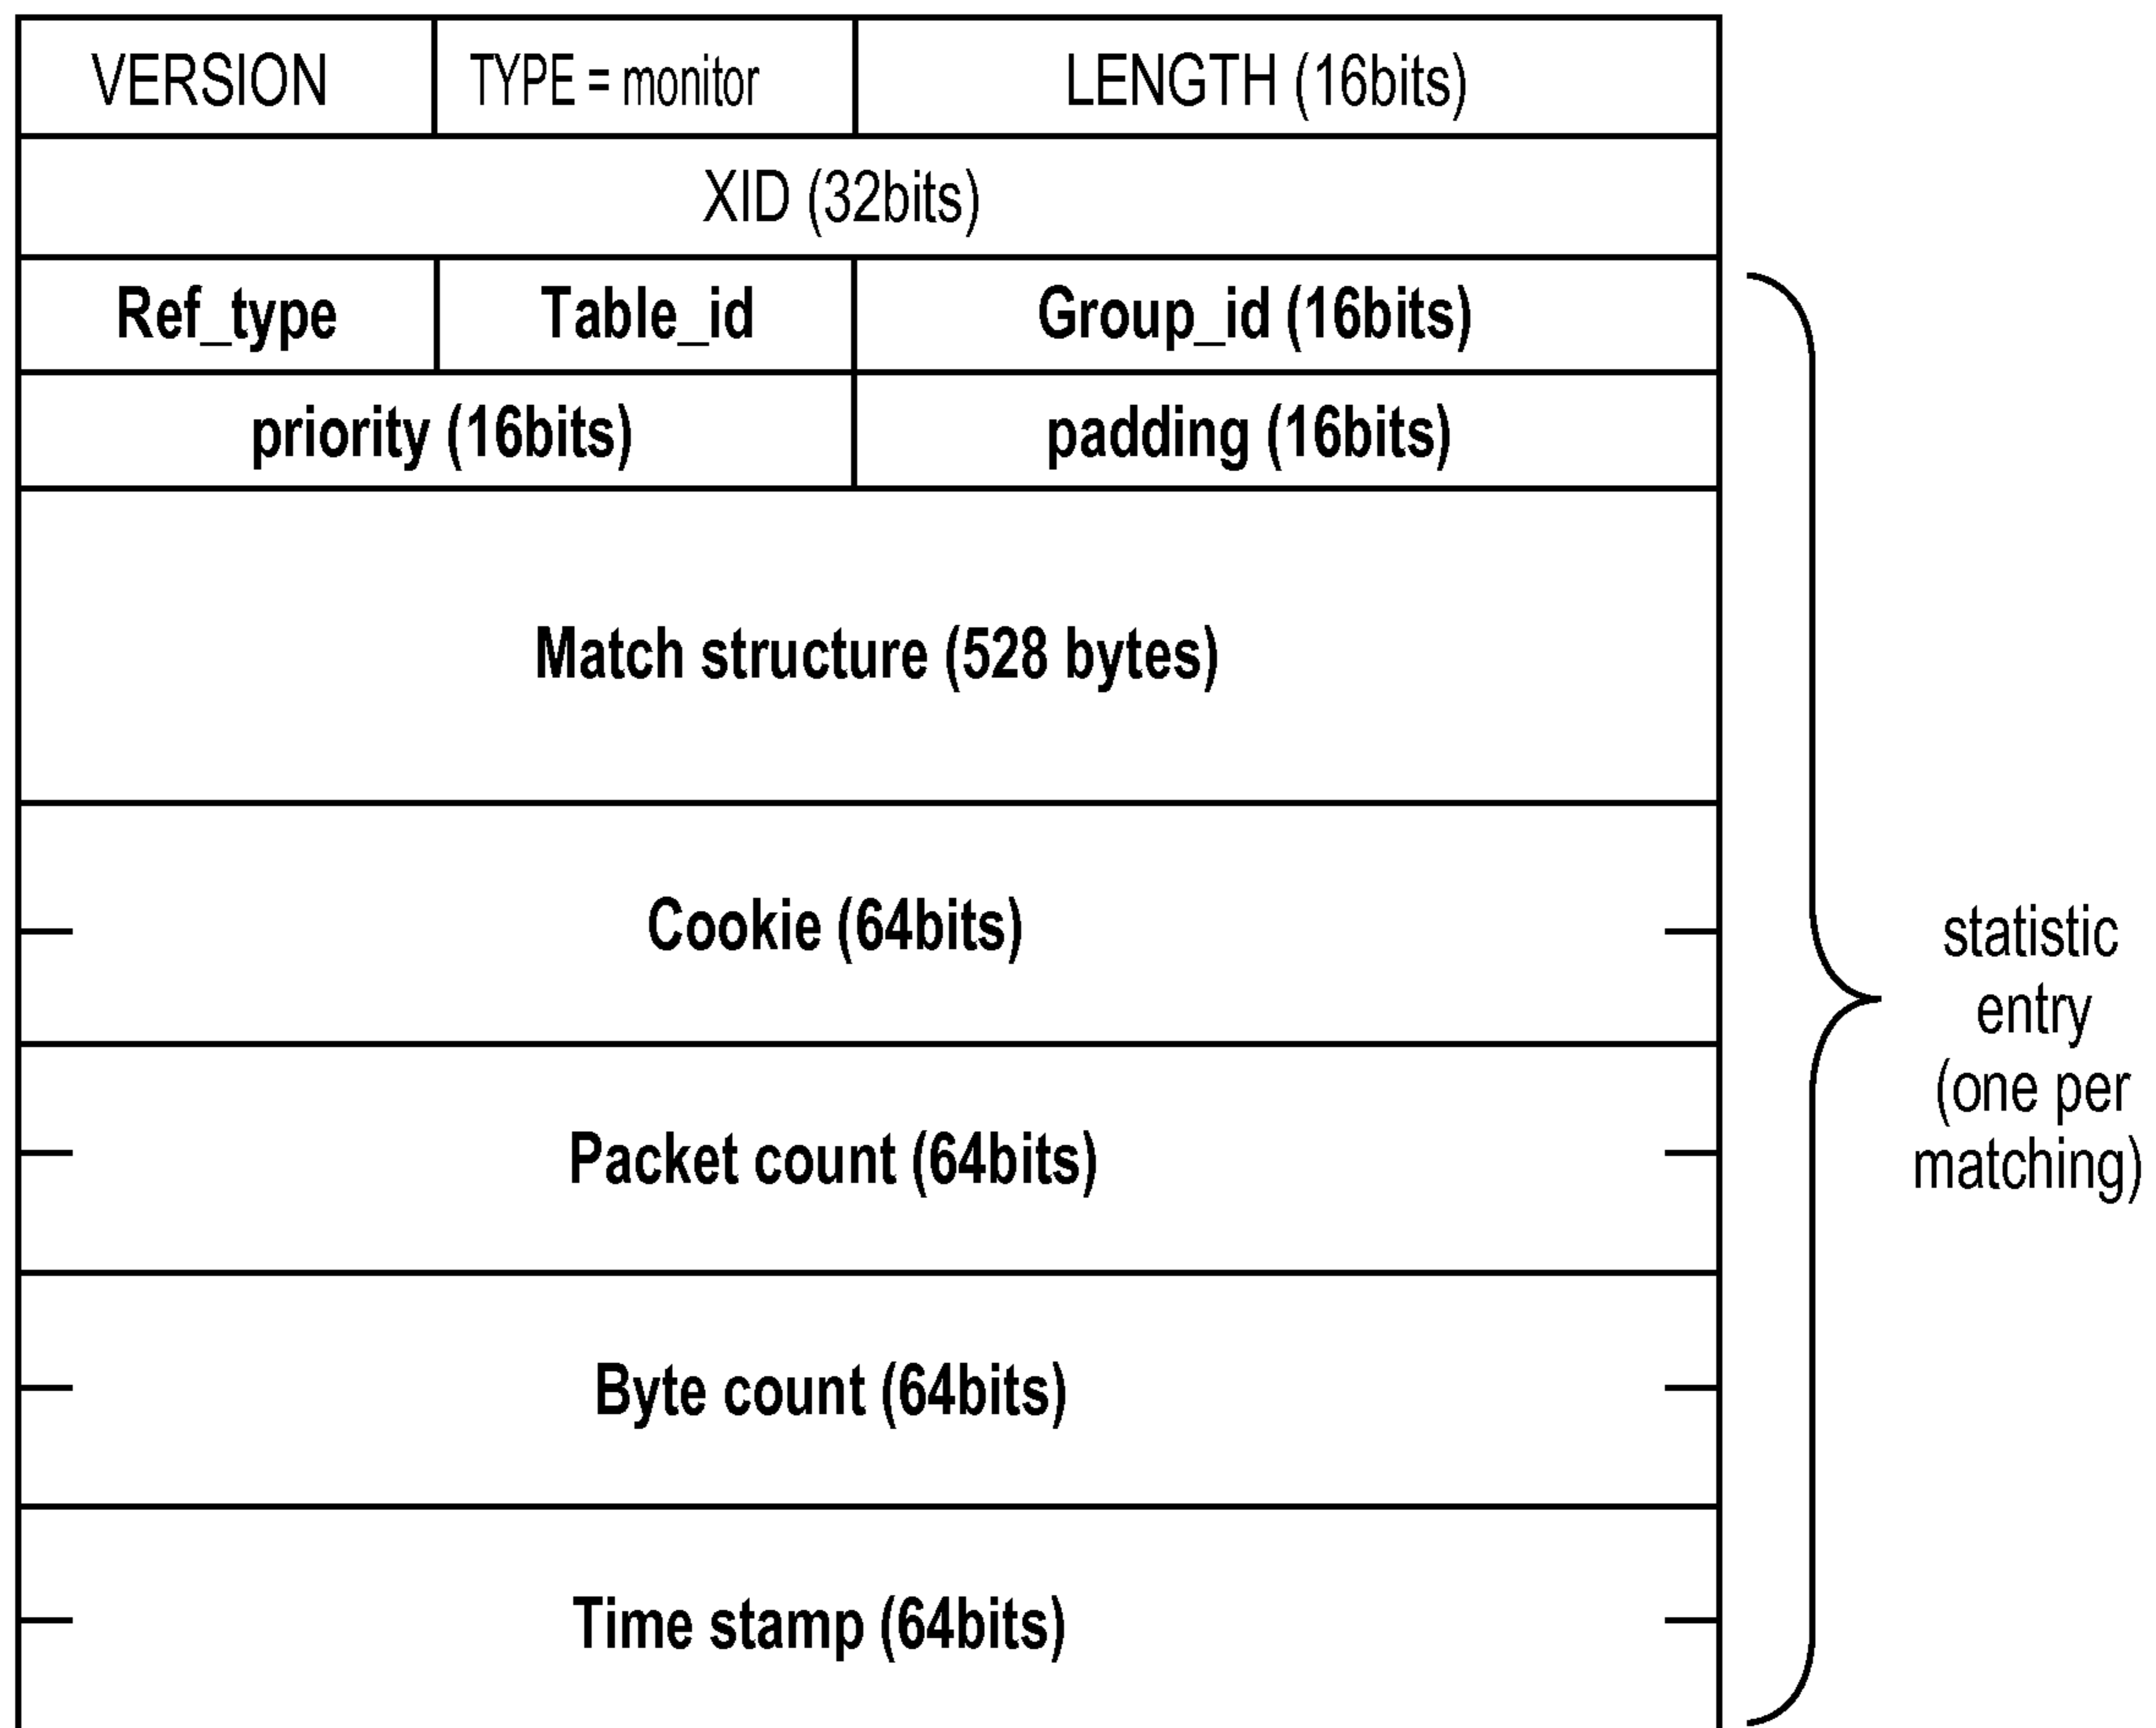 VERSION
TYPE = monitor
LENGTH (16bits)
XID (32bits)
Ref_type
Table_id
Group_id (16bits)
priority (16bits)
padding (16bits)
Match structure (528 bytes)
Cookie (64bits)
Packet count (64bits)
Byte count (64bits)
Time stamp (64bits)
statistic
entry
(one per
matching)